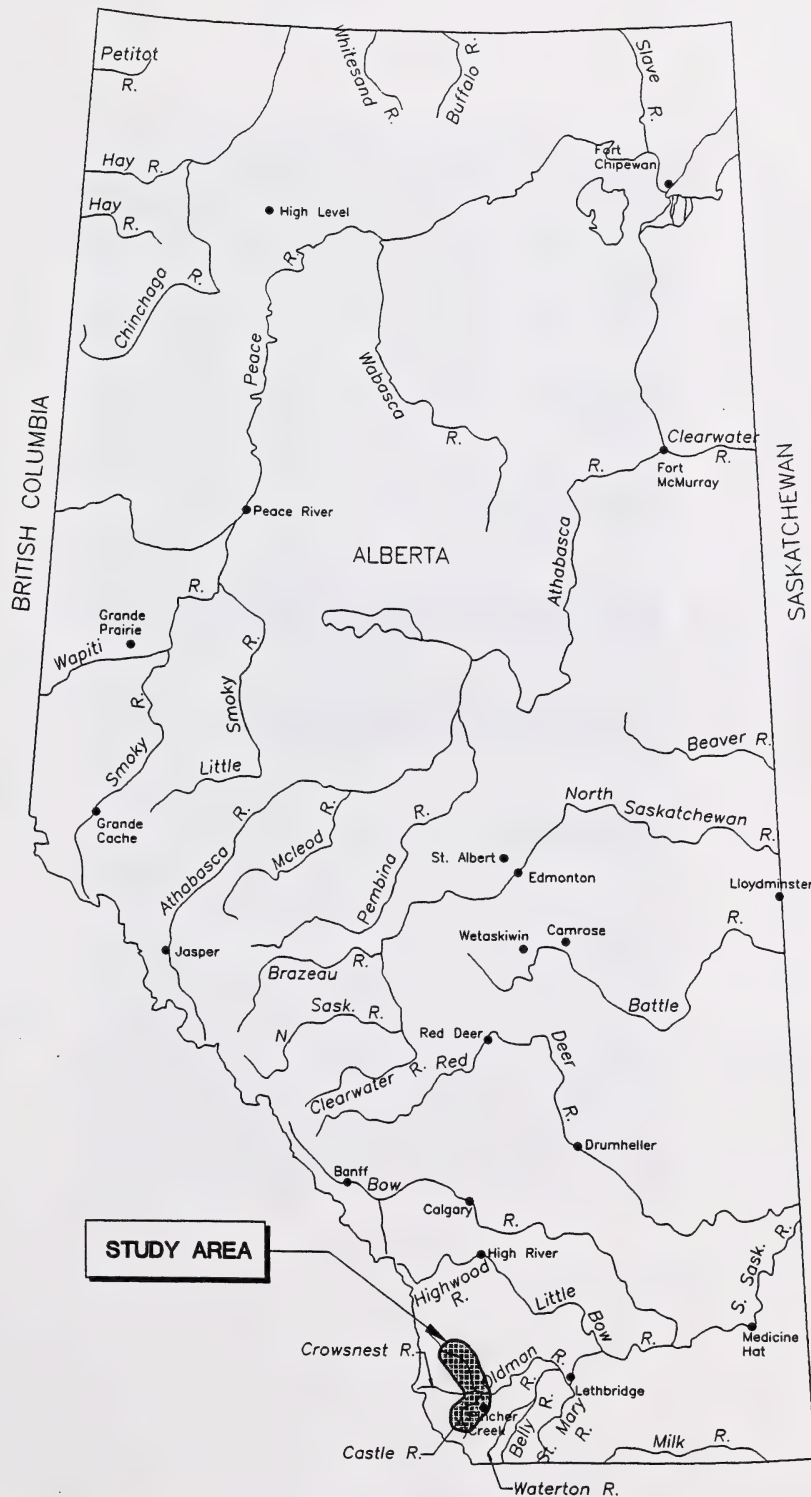 Petitot
R.
Whitesand
R.
Buffalo R.
Slave
R.
Fort
Chipewan
Hay R.
Hay
R.
High Level
Chinchaga R.
Peace
R.
Wabasca
R.
Clearwater
R.
Fort
McMurray
R.
Athabasca
BRITISH COLUMBIA
SASKATCHEWAN
Peace River
ALBERTA
R.
Grande
Prairie
Wapiti
Smoky
R.
Smoky
R.
Little
Beaver R.
Grande
Cache
Athabasca
R.
Mcleod
R.
Pembina
R.
North
Saskatchewan
R.
St. Albert
Edmonton
Lloydminster
Jasper
Wetaskiwin
Camrose
R.
Battle
Brazeau
R.
N. Sask. R.
Red Deer
Clearwater R.
Red
Deer
R.
Drumheller
Banff
Bow
Calgary
R.
STUDY AREA
High River
Highwood
R.
Little
Bow
R.
S. Sask. R.
Medicine
Hat
Crowsnest R.
Oldman
R.
Lethbridge
Creek
Castle R.
R.
Belly
R.
St. Mary
R.
Milk R.
Waterton R.